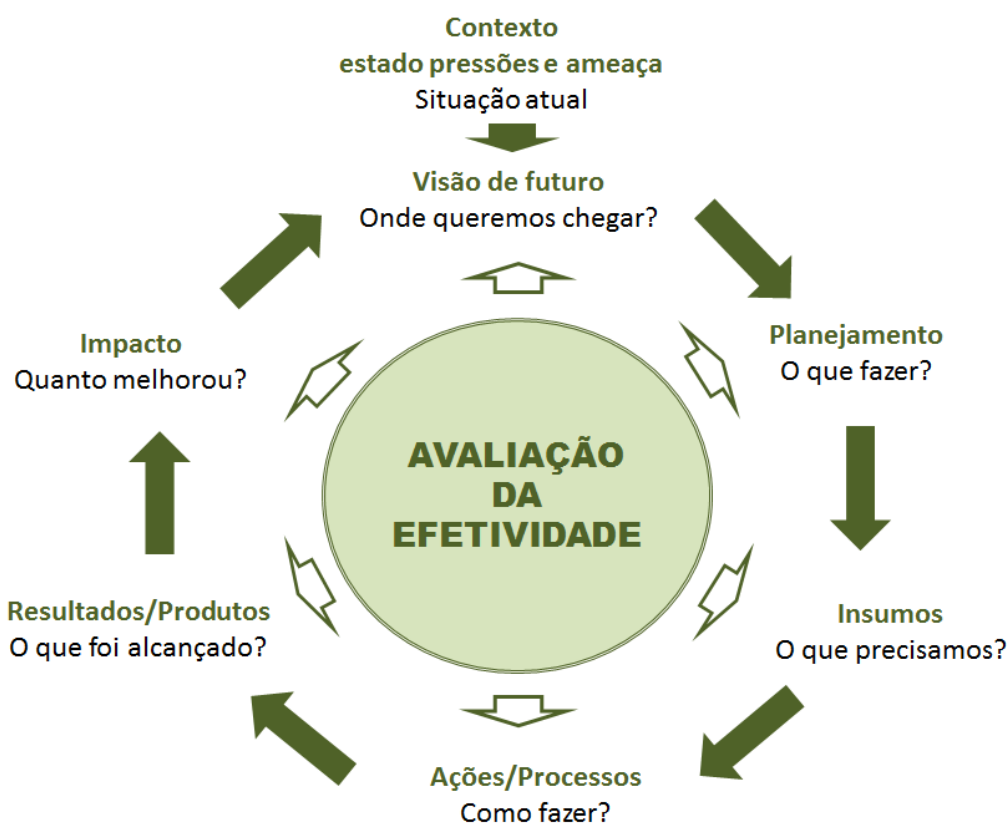 Contexto
estado pressões e ameaça
Situação atual
Visão de futuro
Onde queremos chegar?
Planejamento
O que fazer?
Insumos
O que precisamos?
Ações/Processos
Como fazer?
Resultados/Produtos
O que foi alcançado?
Impacto
Quanto melhorou?
AVALIAÇÃO
DA
EFETIVIDADE